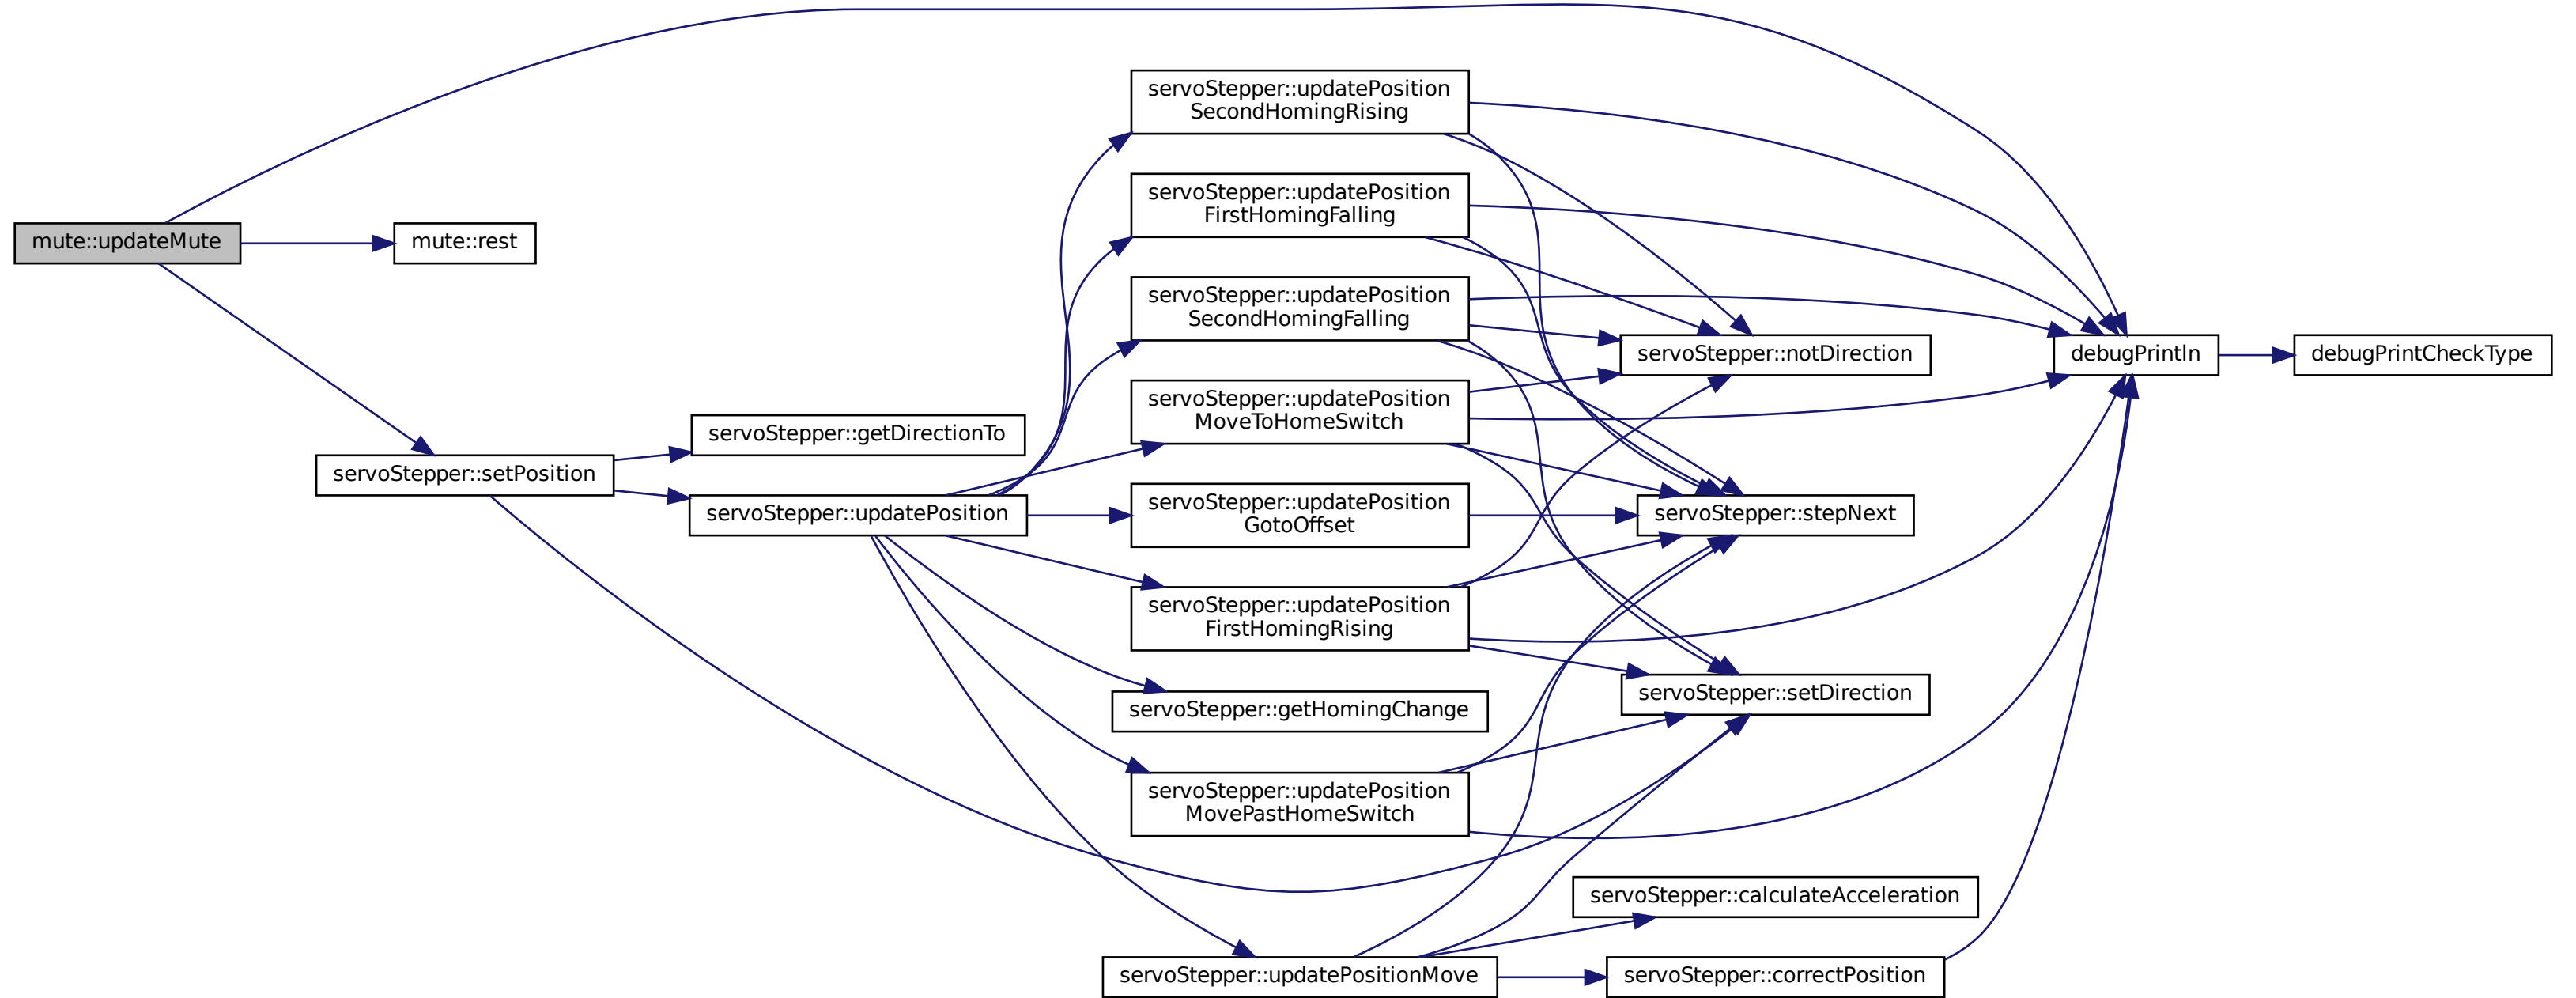 servoStepper::updatePosition
SecondHomingRising
servoStepper::updatePosition
FirstHomingFalling
mute::updateMute
mute::rest
servoStepper::updatePosition
SecondHomingFalling
servoStepper::notDirection
debugPrintln
debugPrintCheckType
servoStepper::updatePosition
MoveToHomeSwitch
servoStepper::getDirectionTo
servoStepper::setPosition
servoStepper::updatePosition
servoStepper::updatePosition
GotoOffset
servoStepper::stepNext
servoStepper::updatePosition
FirstHomingRising
servoStepper::setDirection
servoStepper::getHomingChange
servoStepper::updatePosition
MovePastHomeSwitch
servoStepper::calculateAcceleration
servoStepper::updatePositionMove
servoStepper::correctPosition